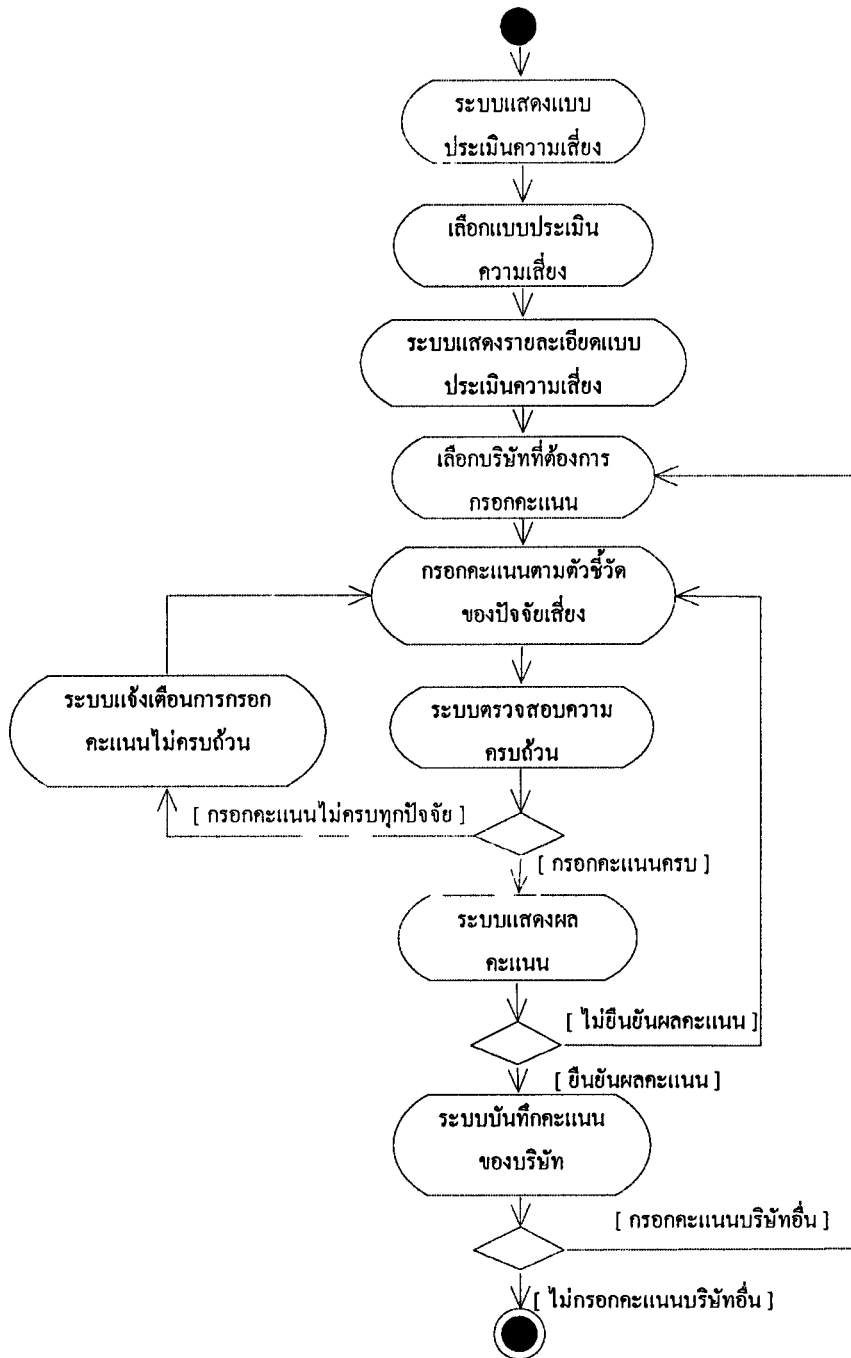 ระบบแสดงแบบ
ประเมินความเสี่ยง
เลือกแบบประเมิน
ความเสี่ยง
ระบบแสดงรายละเอียดแบบ
ประเมินความเสี่ยง
เลือกบริษัทที่ต้องการ
กรอกคะแนน
กรอกคะแนนตามตัวชี้วัด
ของปัจจัยเสี่ยง
ระบบแจ้งเตือนการกรอก
คะแนนไม่ครบถ้วน
ระบบตรวจสอบความ
ครบถ้วน
[ กรอกคะแนนไม่ครบทุกปัจจัย ]
[ กรอกคะแนนครบ ]
ระบบแสดงผล
คะแนน
[ ไม่ยืนยันผลคะแนน ]
[ ยืนยันผลคะแนน ]
ระบบบันทึกคะแนน
ของบริษัท
[ กรอกคะแนนบริษัทอื่น ]
[ ไม่กรอกคะแนนบริษัทอื่น ]